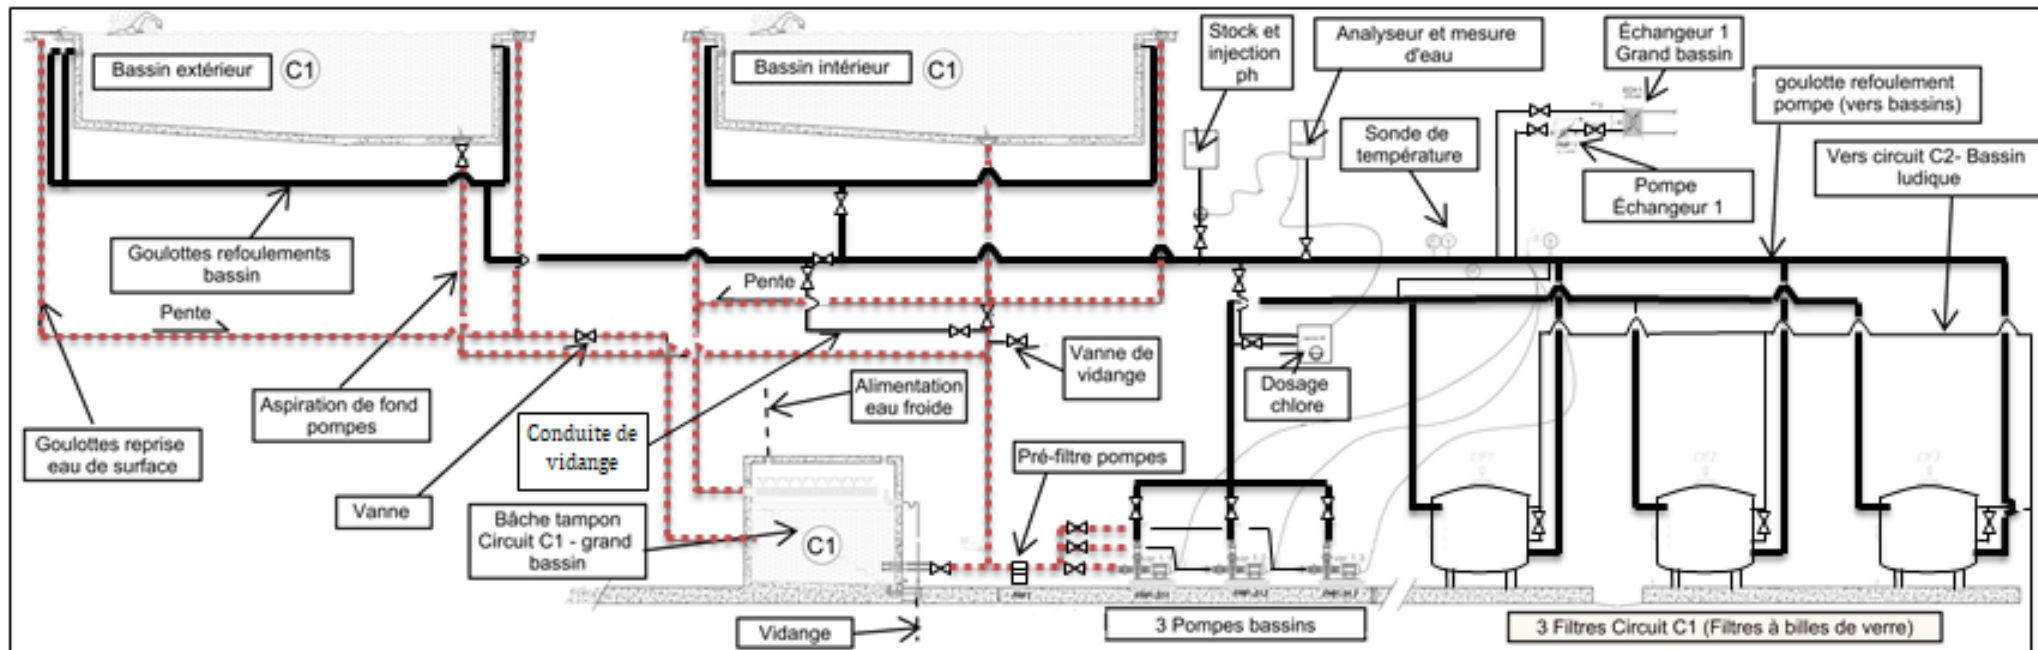 Bassin extérieur
C1
Bassin intérieur
C1
Stock et
injection
ph
Analyseur et mesure
d'eau
Échangeur 1
Grand bassin
goulotte refoulement
pompe (vers bassins)
Sonde de
température
Vers circuit C2- Bassin
ludique
Pompe
Échangeur 1
Goulottes refoulements
bassin
Pente
Pente
Vanne de
vidange
Dosage
chlore
Alimentation
eau froide
Aspiration de fond
pompes
Conduite de
vidange
Goulottes reprise
eau de surface
Pré-filtre pompes
Vanne
Bâche tampon
Circuit C1 - grand
bassin
C1
Vidange
3 Pompes bassins
3 Filtres Circuit C1 (Filtres à billes de verre)